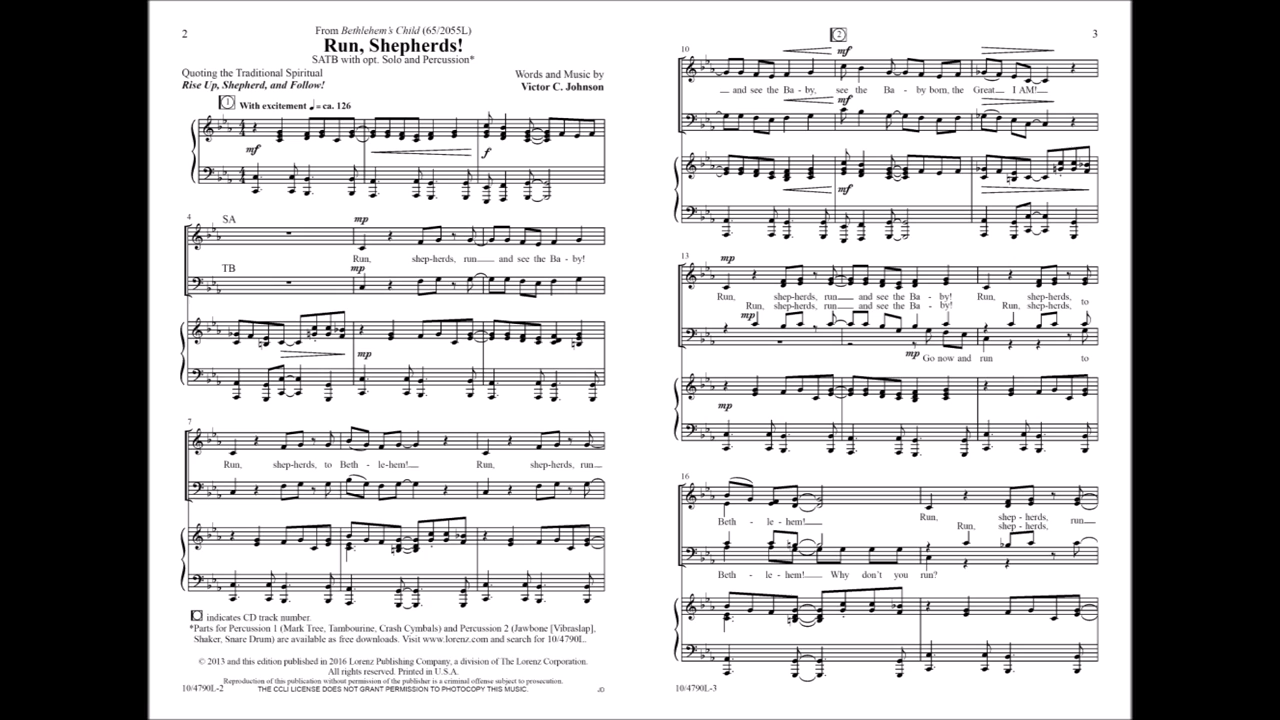 2
From Bethlehem's Child (65/2055L)
Run, Shepherds!
SATB with opt. Solo and Percussion*
Quoting the Traditional Spiritual
Rise Up, Shepherd, and Follow!
Words and Music by
Victor C. Johnson
1 With excitement ♩= ca. 126
mf f
4 SA mp
Run, shep-herds, run and see the Ba - by!
TB mp
mp
7
Run, shep-herds, to Beth - le-hem! Run, shep-herds, run
indicates CD track number.
*Parts for Percussion 1 (Mark Tree, Tambourine, Crash Cymbals) and Percussion 2 (Jawbone [Vibraslap],
Shaker, Snare Drum) are available as free downloads. Visit www.lorenz.com and search for 10/4790L.
© 2013 and this edition published in 2016 Lorenz Publishing Company, a division of The Lorenz Corporation.
All rights reserved. Printed in U.S.A.
Reproduction of this publication without permission of the publisher is a criminal offense subject to prosecution.
THE CCLI LICENSE DOES NOT GRANT PERMISSION TO PHOTOCOPY THIS MUSIC.
10/4790L-2
3
2
10 mf
and see the Ba - by, see the Ba - by born, the Great I AM!
mf
mf
13 mp
Run, shep-herds, run and see the Ba - by! Run, shep-herds, to
Run, shep-herds, run and see the Ba - by! Run, shep-herds,
mp
mp Go now and run to
mp
16
Beth - le - hem! Run, shep - herds, run
Run, shep - herds,
Beth - le - hem! Why don't you run?
10/4790L-3